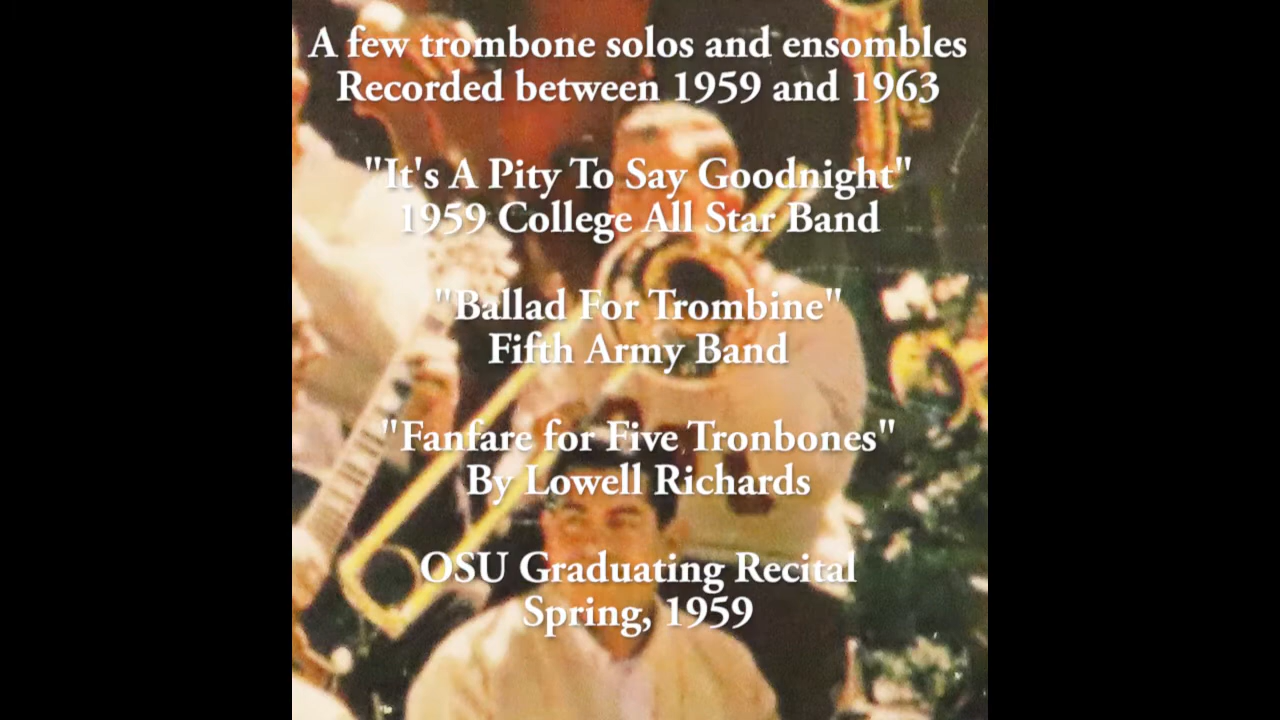 A few trombone solos and ensombles
Recorded between 1959 and 1963
"It's A Pity To Say Goodnight"
1959 College All Star Band
"Ballad For Trombine"
Fifth Army Band
"Fanfare for Five Tronbones"
By Lowell Richards
OSU Graduating Recital
Spring, 1959